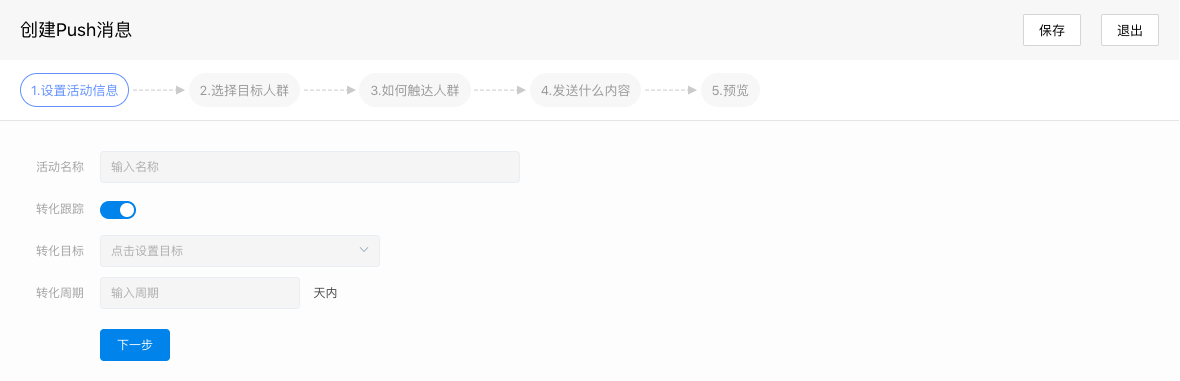 创建Push消息
保存
退出
1.设置活动信息
2.选择目标人群
3.如何触达人群
4.发送什么内容
5.预览
活动名称
输入名称
转化跟踪
转化目标
点击设置目标
转化周期
输入周期
天内
下一步